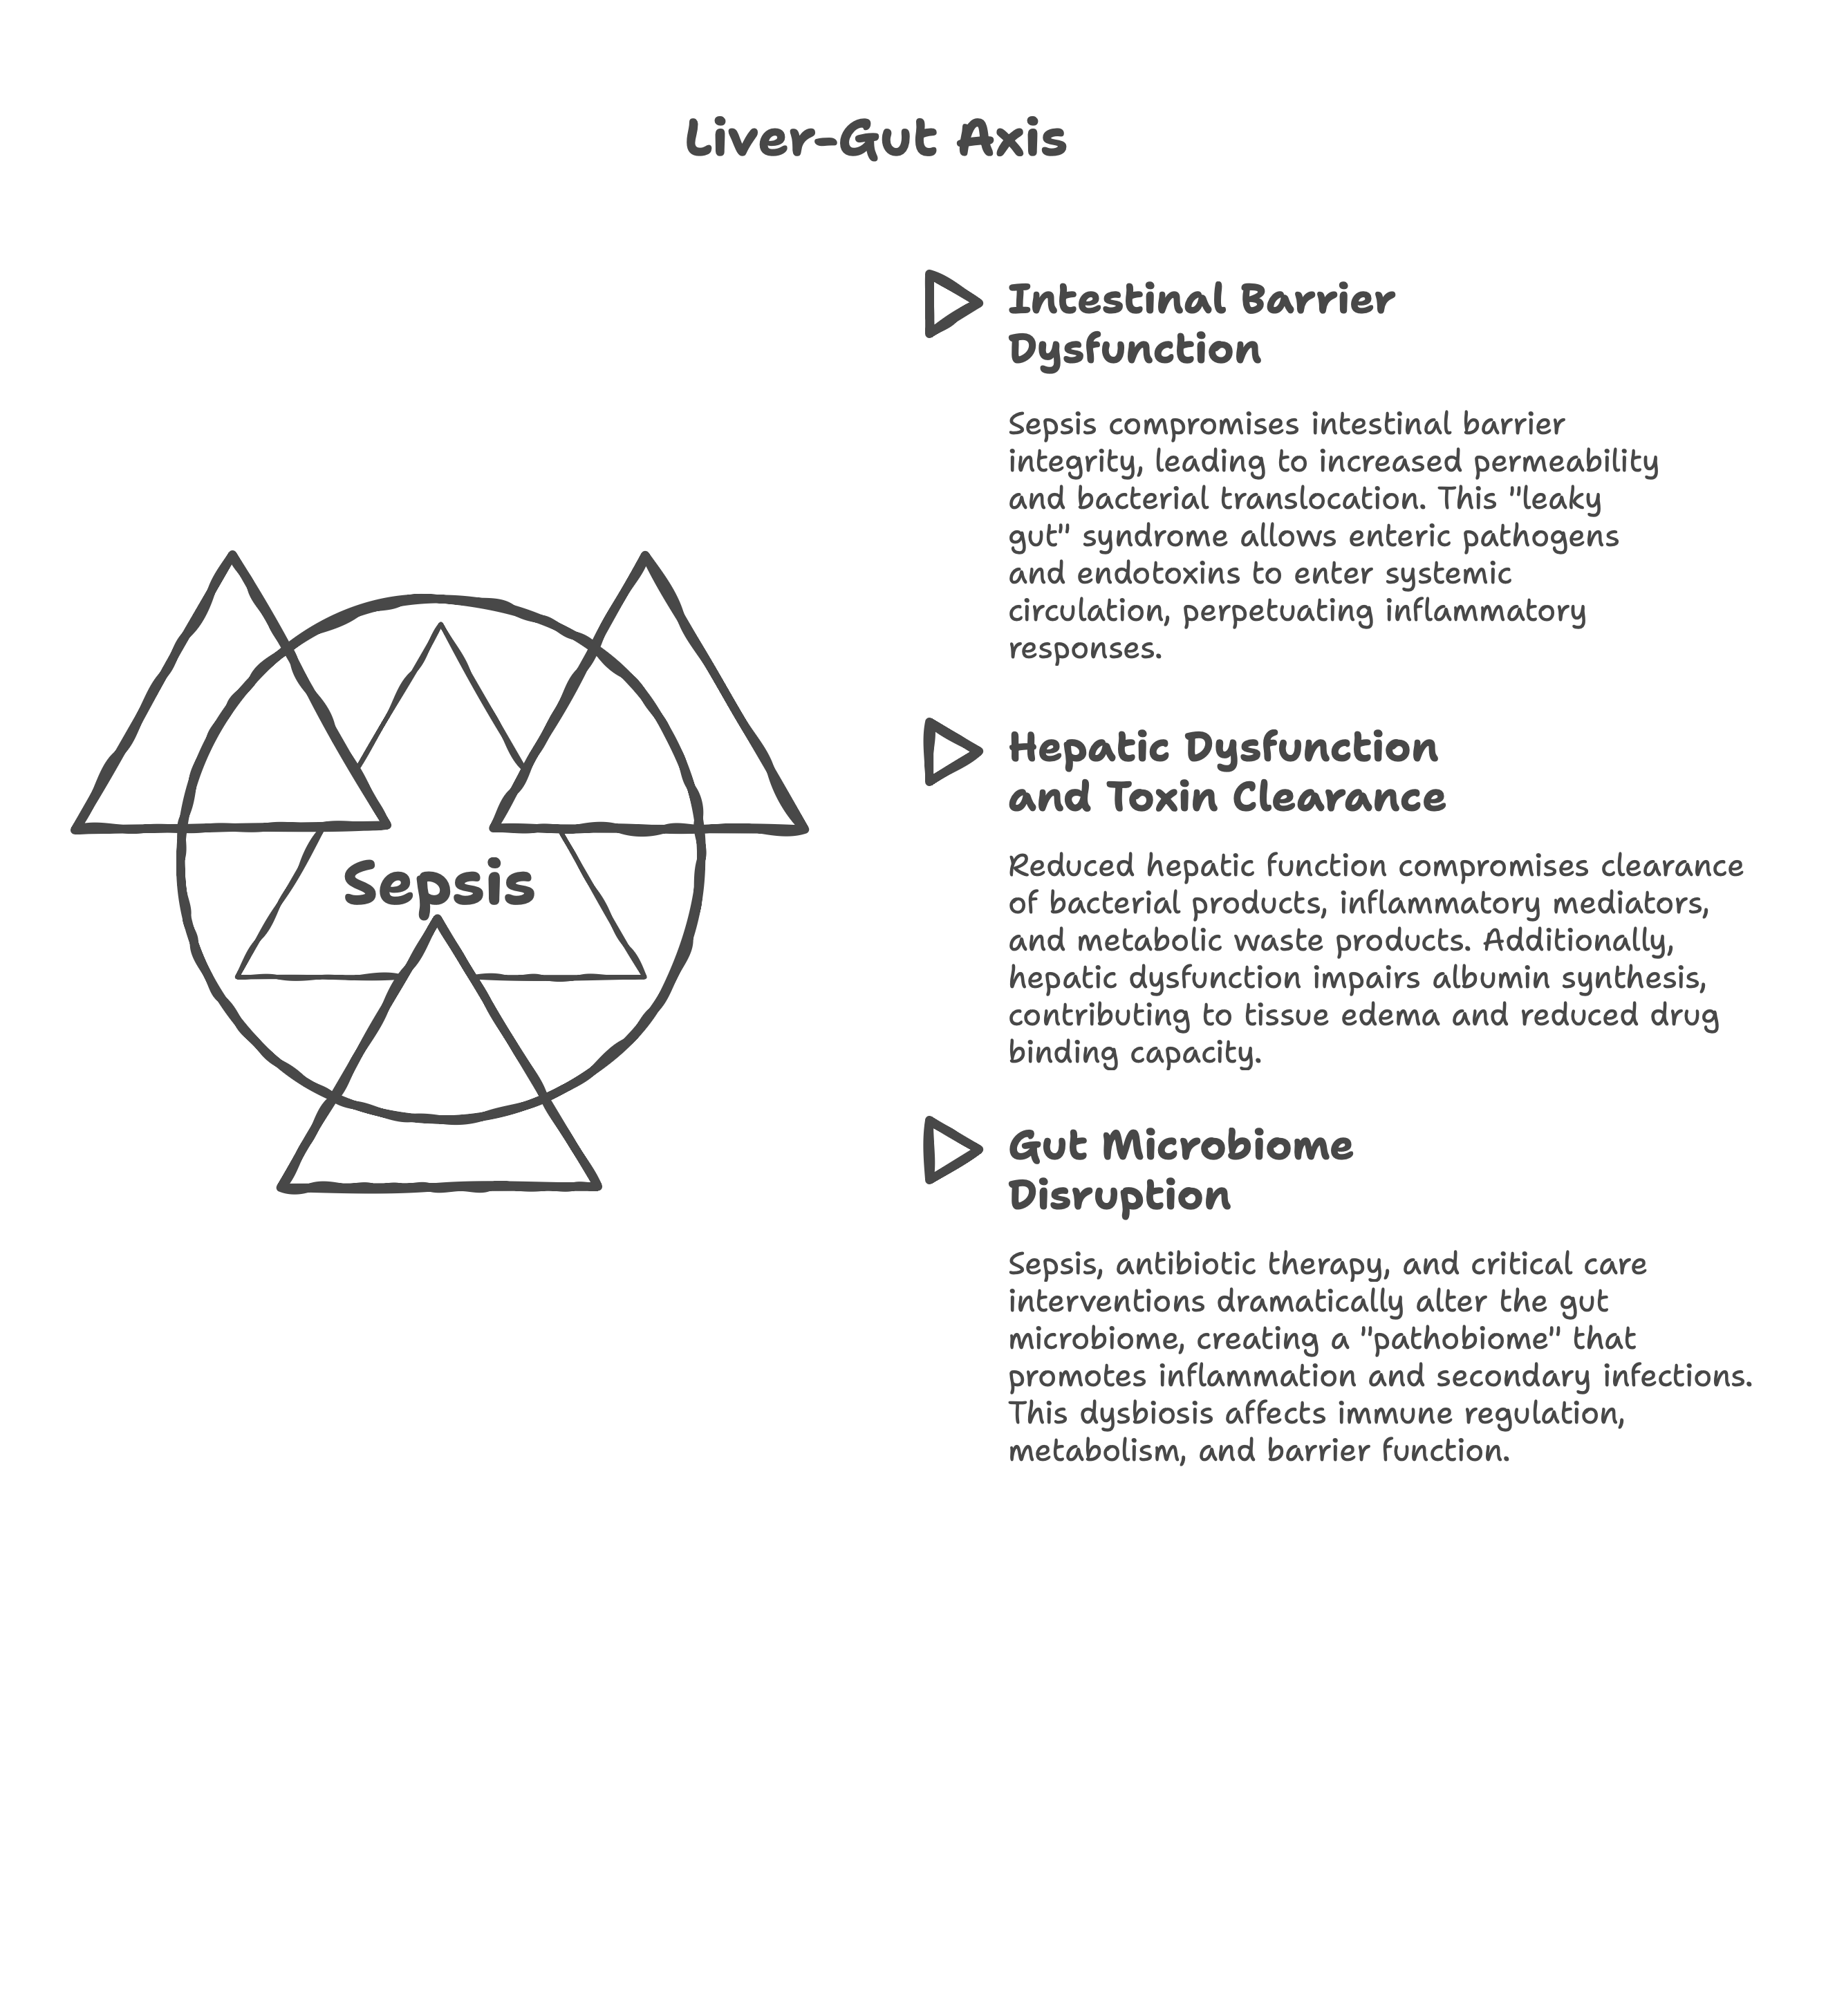 Liver-Gut Axis
Sepsis
Intestinal Barrier
Dysfunction
Sepsis compromises intestinal barrier
integrity, leading to increased permeability
and bacterial translocation. This "leaky
gut" syndrome allows enteric pathogens
and endotoxins to enter systemic
circulation, perpetuating inflammatory
responses.
Hepatic Dysfunction
and Toxin Clearance
Reduced hepatic function compromises clearance
of bacterial products, inflammatory mediators,
and metabolic waste products. Additionally,
hepatic dysfunction impairs albumin synthesis,
contributing to tissue edema and reduced drug
binding capacity.
Gut Microbiome
Disruption
Sepsis, antibiotic therapy, and critical care
interventions dramatically alter the gut
microbiome, creating a "pathobiome" that
promotes inflammation and secondary infections.
This dysbiosis affects immune regulation,
metabolism, and barrier function.